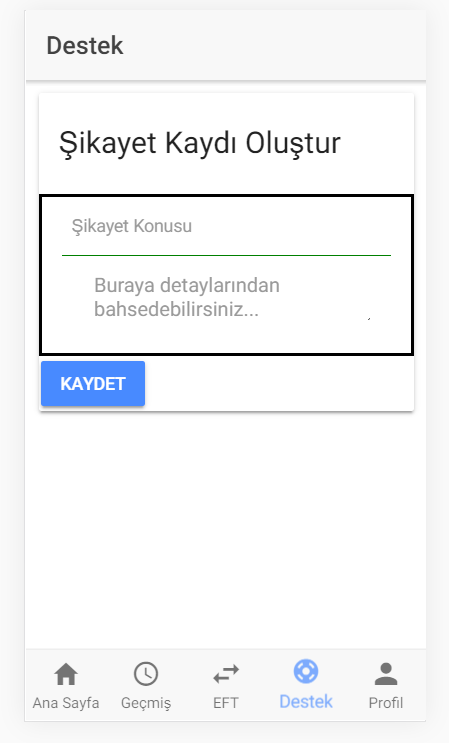 Destek
Şikayet Kaydı Oluştur
Şikayet Konusu
Buraya detaylarından
bahsedebilirsiniz...
KAYDET
Ana Sayfa
Geçmiş
EFT
Destek
Profil